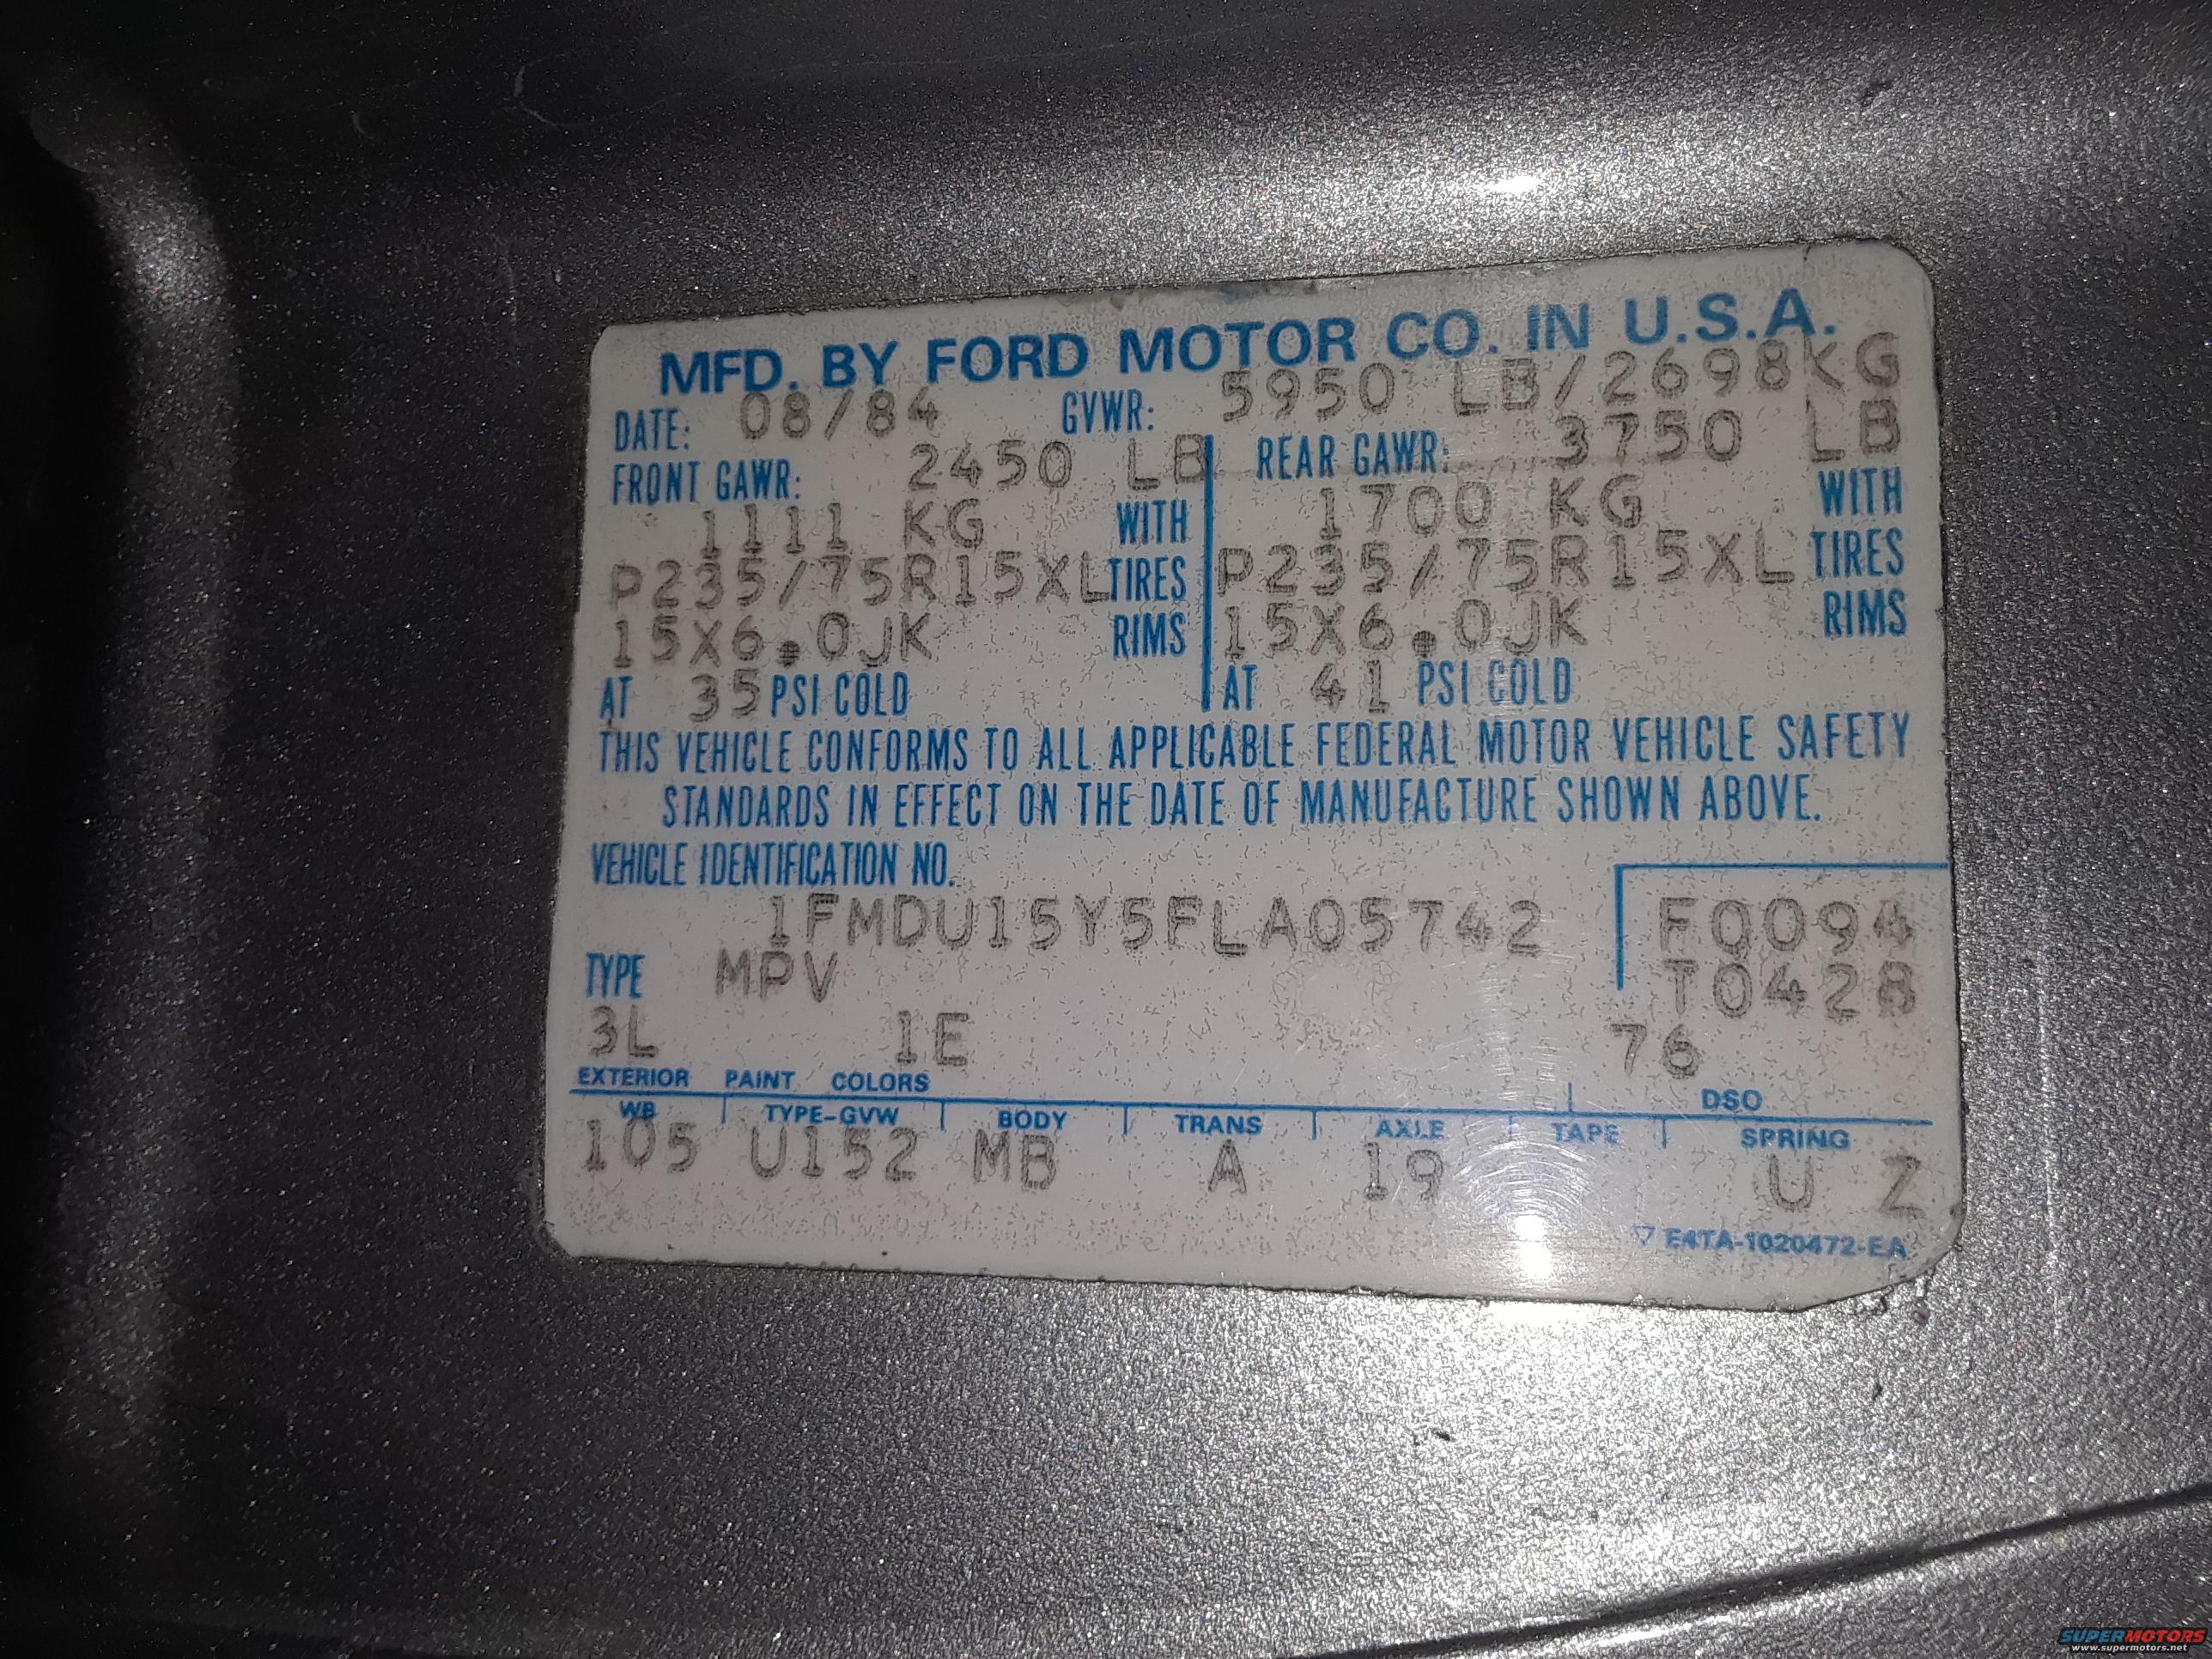 MFD. BY FORD MOTOR CO. IN U.S.A.
DATE: 08/84 GVWR: 5950 LB/2698KG
FRONT GAWR: 2450 LB REAR GAWR: 3750 LB
1111 KG WITH 1700 KG WITH
P235/75R15XL TIRES P235/75R15XL TIRES
15X6.0JK RIMS 15X6.0JK RIMS
AT 35 PSI COLD AT 41 PSI COLD
THIS VEHICLE CONFORMS TO ALL APPLICABLE FEDERAL MOTOR VEHICLE SAFETY
STANDARDS IN EFFECT ON THE DATE OF MANUFACTURE SHOWN ABOVE.
VEHICLE IDENTIFICATION NO.
1FMDU15Y5FLA05742 F0094
TYPE MPV T0428
3L 1E 76
EXTERIOR PAINT COLORS DSO
WB TYPE-GVW BODY TRANS AXLE TAPE SPRING
105 U152 MB A 19 U Z
E4TA-1020472-EA
SUPERMOTORS
www.supermotors.net